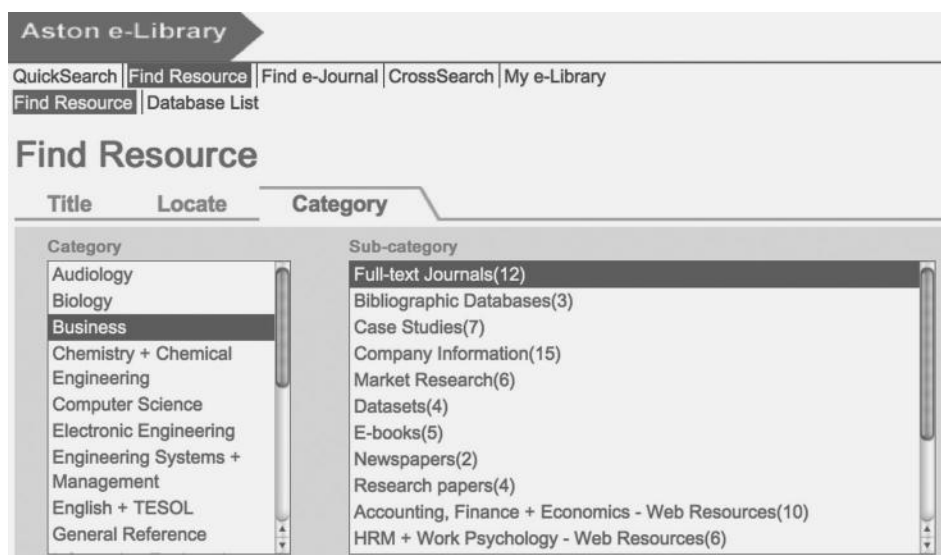 Aston e-Library
QuickSearch Find Resource Find e-Journal CrossSearch My e-Library
Find Resource Database List
Find Resource
Title Locate Category
Category
Audiology
Biology
Business
Chemistry + Chemical
Engineering
Computer Science
Electronic Engineering
Engineering Systems +
Management
English + TESOL
General Reference
Sub-category
Full-text Journals(12)
Bibliographic Databases(3)
Case Studies(7)
Company Information(15)
Market Research(6)
Datasets(4)
E-books(5)
Newspapers(2)
Research papers(4)
Accounting, Finance + Economics - Web Resources(10)
HRM + Work Psychology - Web Resources(6)